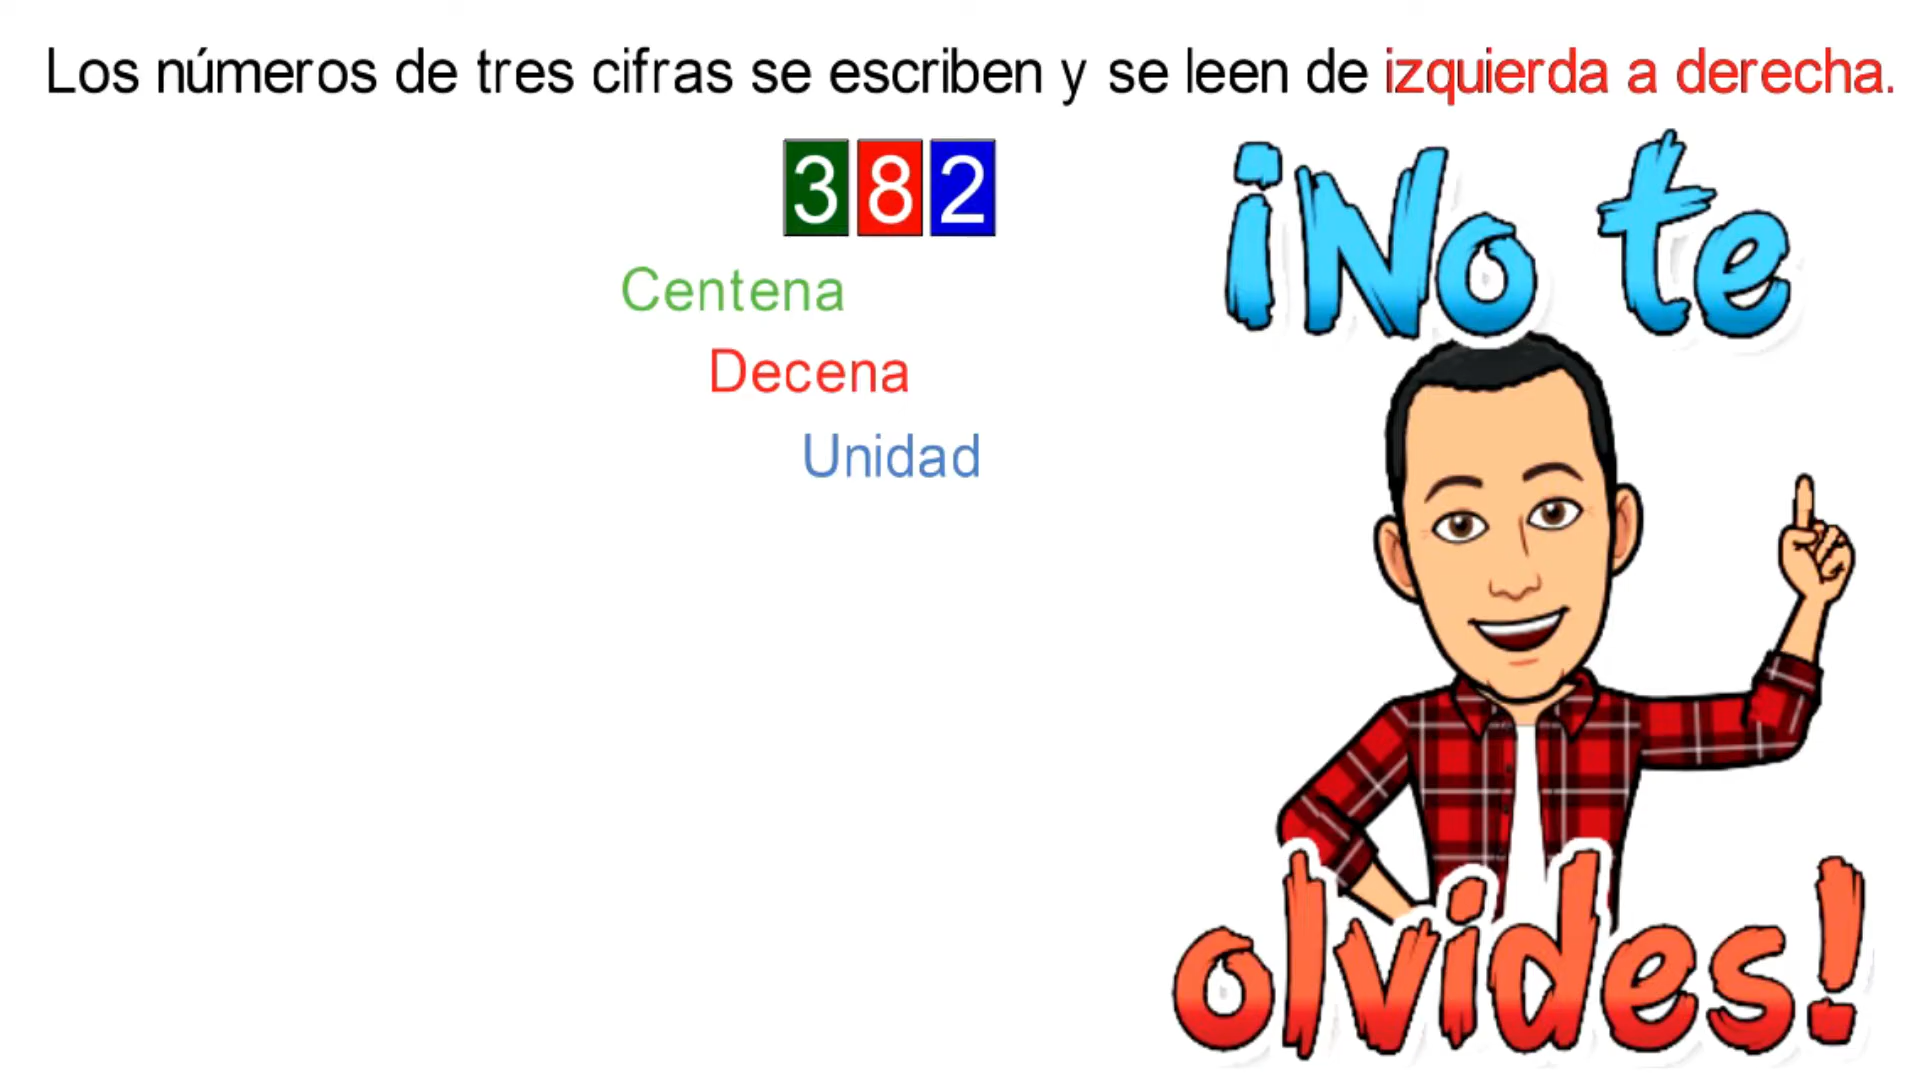 Los números de tres cifras se escriben y se leen de izquierda a derecha.
382
Centena
Decena
Unidad
¡No te
olvides!